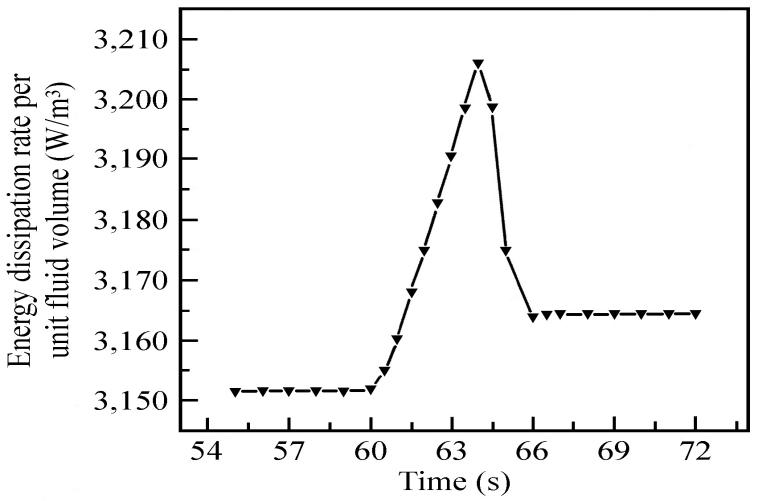 Energy dissipation rate per
unit fluid volume (W/m³)
3,210
3,200
3,190
3,180
3,170
3,160
3,150
54 57 60 63 66 69 72
Time (s)